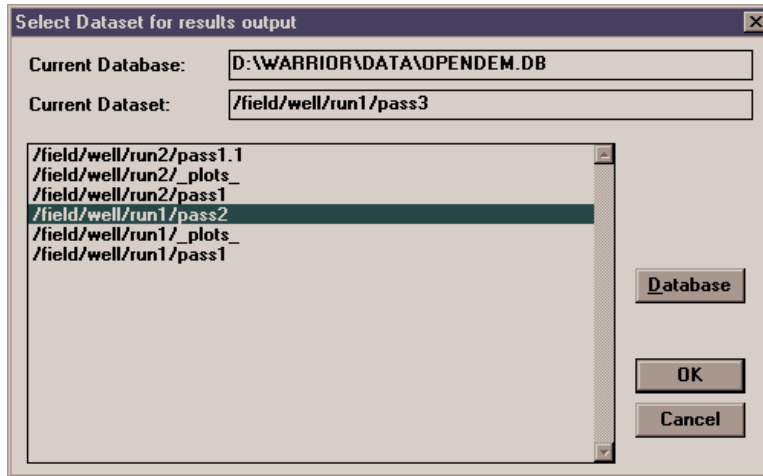 Select Dataset for results output
Current Database: D:\WARRIOR\DATA\OPENDEM.DB
Current Dataset: /field/well/run1/pass3
/field/well/run2/pass1.1
/field/well/run2/_plots_
/field/well/run2/pass1
/field/well/run1/pass2
/field/well/run1/_plots_
/field/well/run1/pass1
Database
OK
Cancel